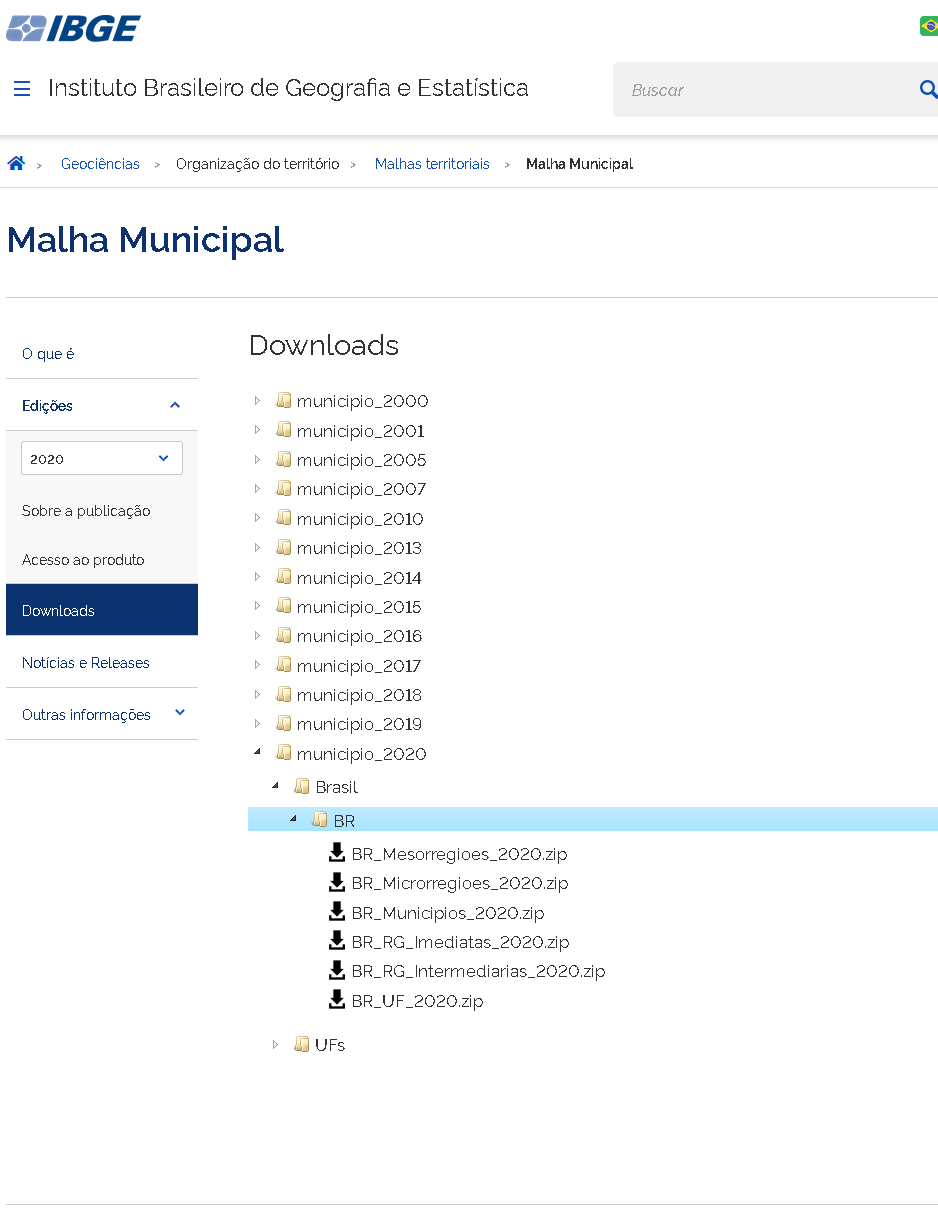 IBGE
Instituto Brasileiro de Geografia e Estatística
Buscar
> Geociências > Organização do território > Malhas territoriais > Malha Municipal
Malha Municipal
O que é
Edições
2020
Sobre a publicação
Acesso ao produto
Downloads
Notícias e Releases
Outras informações
Downloads
municipio_2000
municipio_2001
municipio_2005
municipio_2007
municipio_2010
municipio_2013
municipio_2014
municipio_2015
municipio_2016
municipio_2017
municipio_2018
municipio_2019
municipio_2020
Brasil
BR
BR_Mesorregioes_2020.zip
BR_Microrregioes_2020.zip
BR_Municipios_2020.zip
BR_RG_Imediatas_2020.zip
BR_RG_Intermediarias_2020.zip
BR_UF_2020.zip
UFs